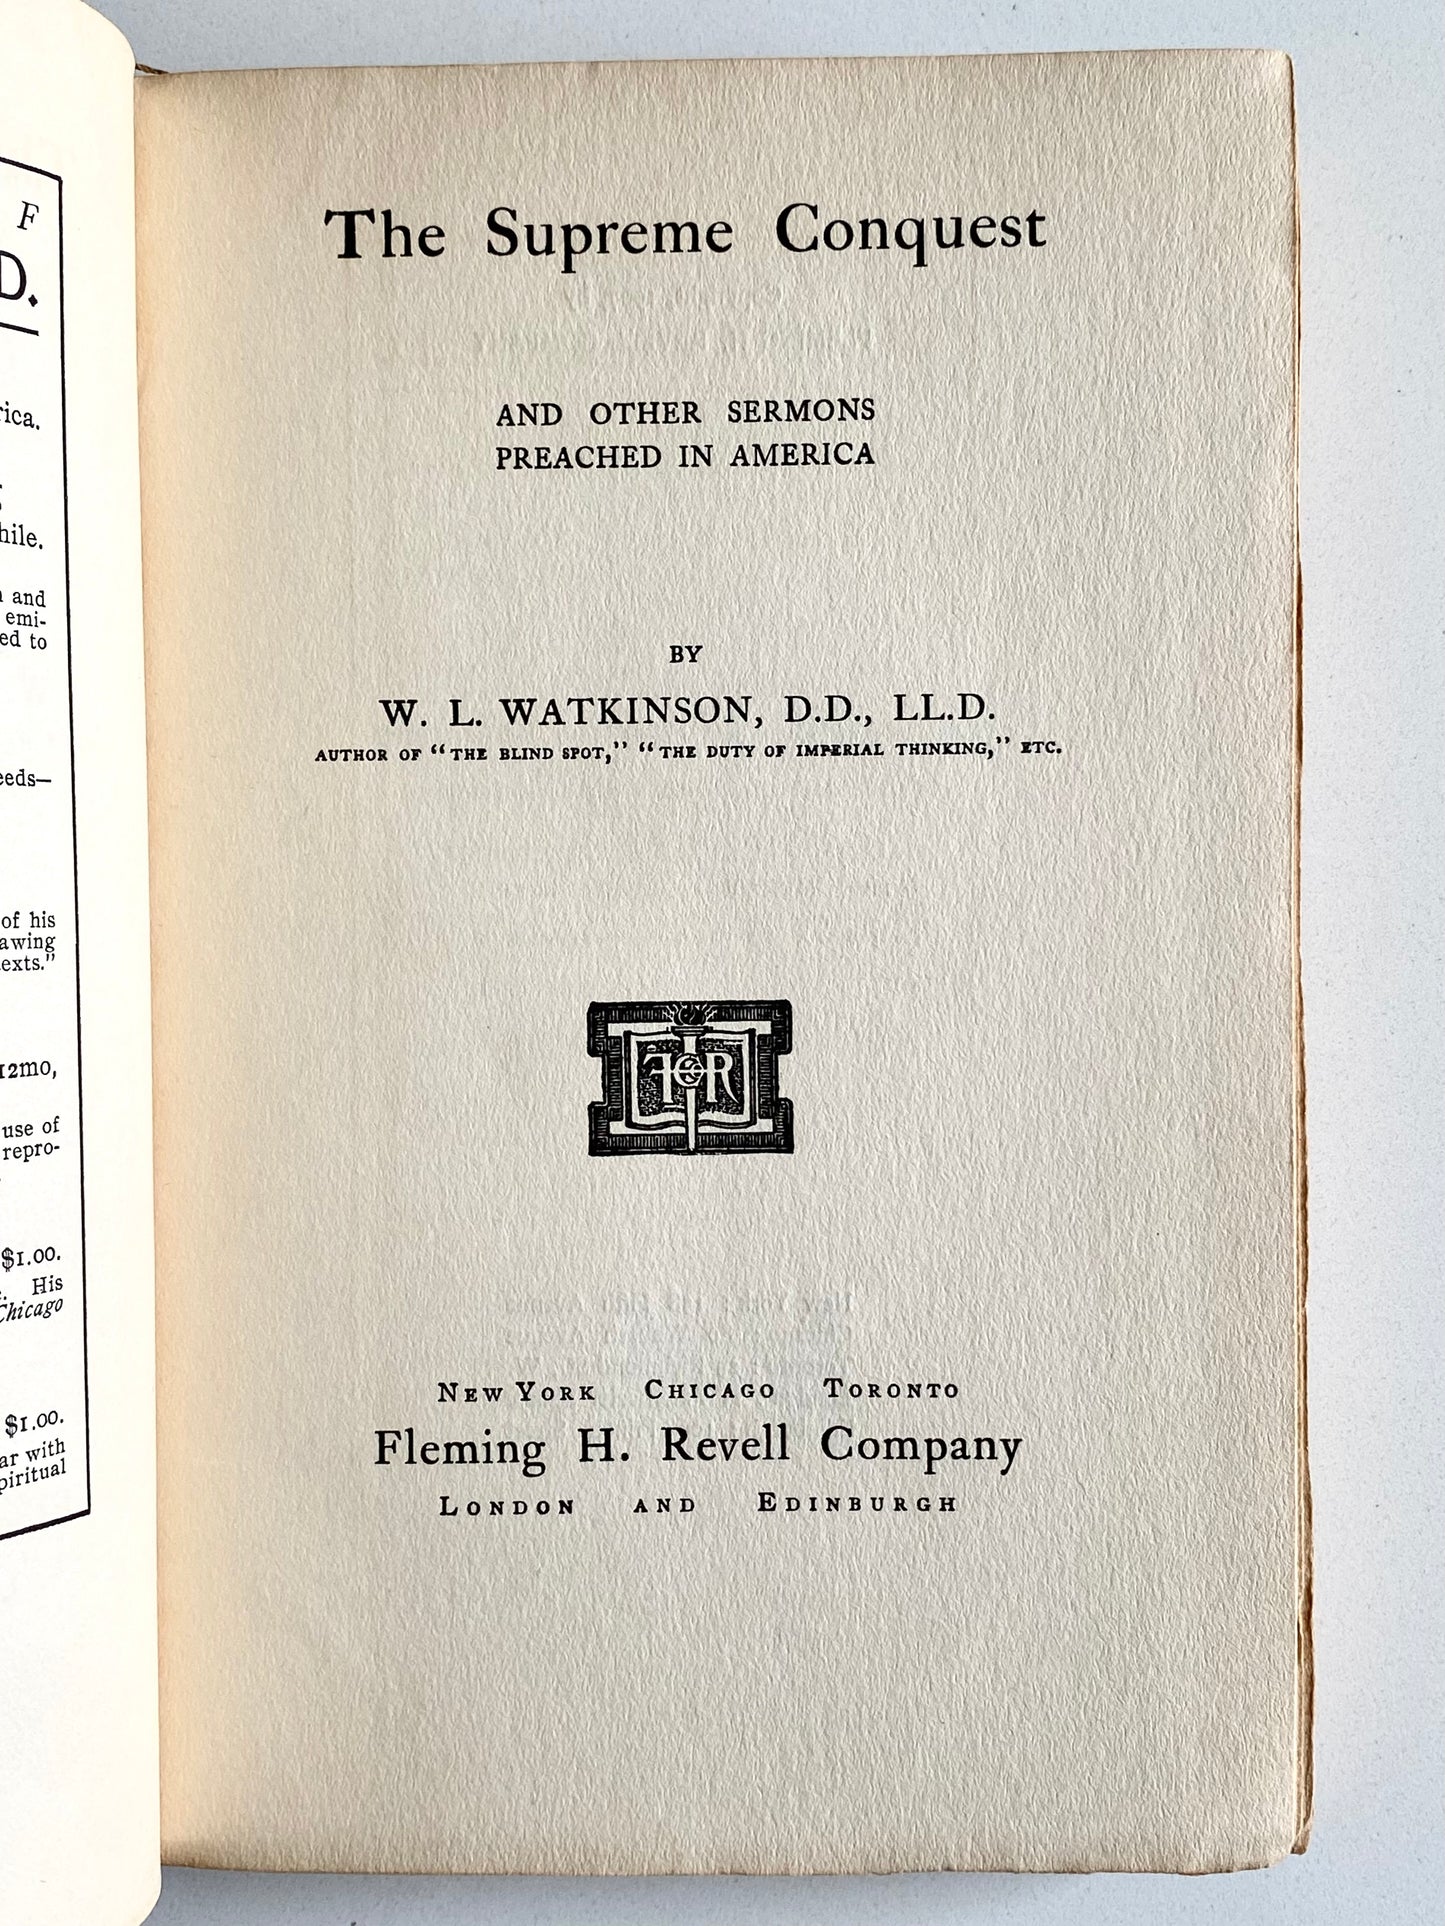 F
D.
rica.
hile.
and
emi-
ed to
eeds—
of his
awing
exts."
12mo,
use of
repro-
$1.00.
His
Chicago
$1.00.
ar with
piritual
The Supreme Conquest
AND OTHER SERMONS
PREACHED IN AMERICA
BY
W. L. WATKINSON, D.D., LL.D.
AUTHOR OF “THE BLIND SPOT,” “THE DUTY OF IMPERIAL THINKING,” ETC.
F H R
NEW YORK CHICAGO TORONTO
Fleming H. Revell Company
LONDON AND EDINBURGH